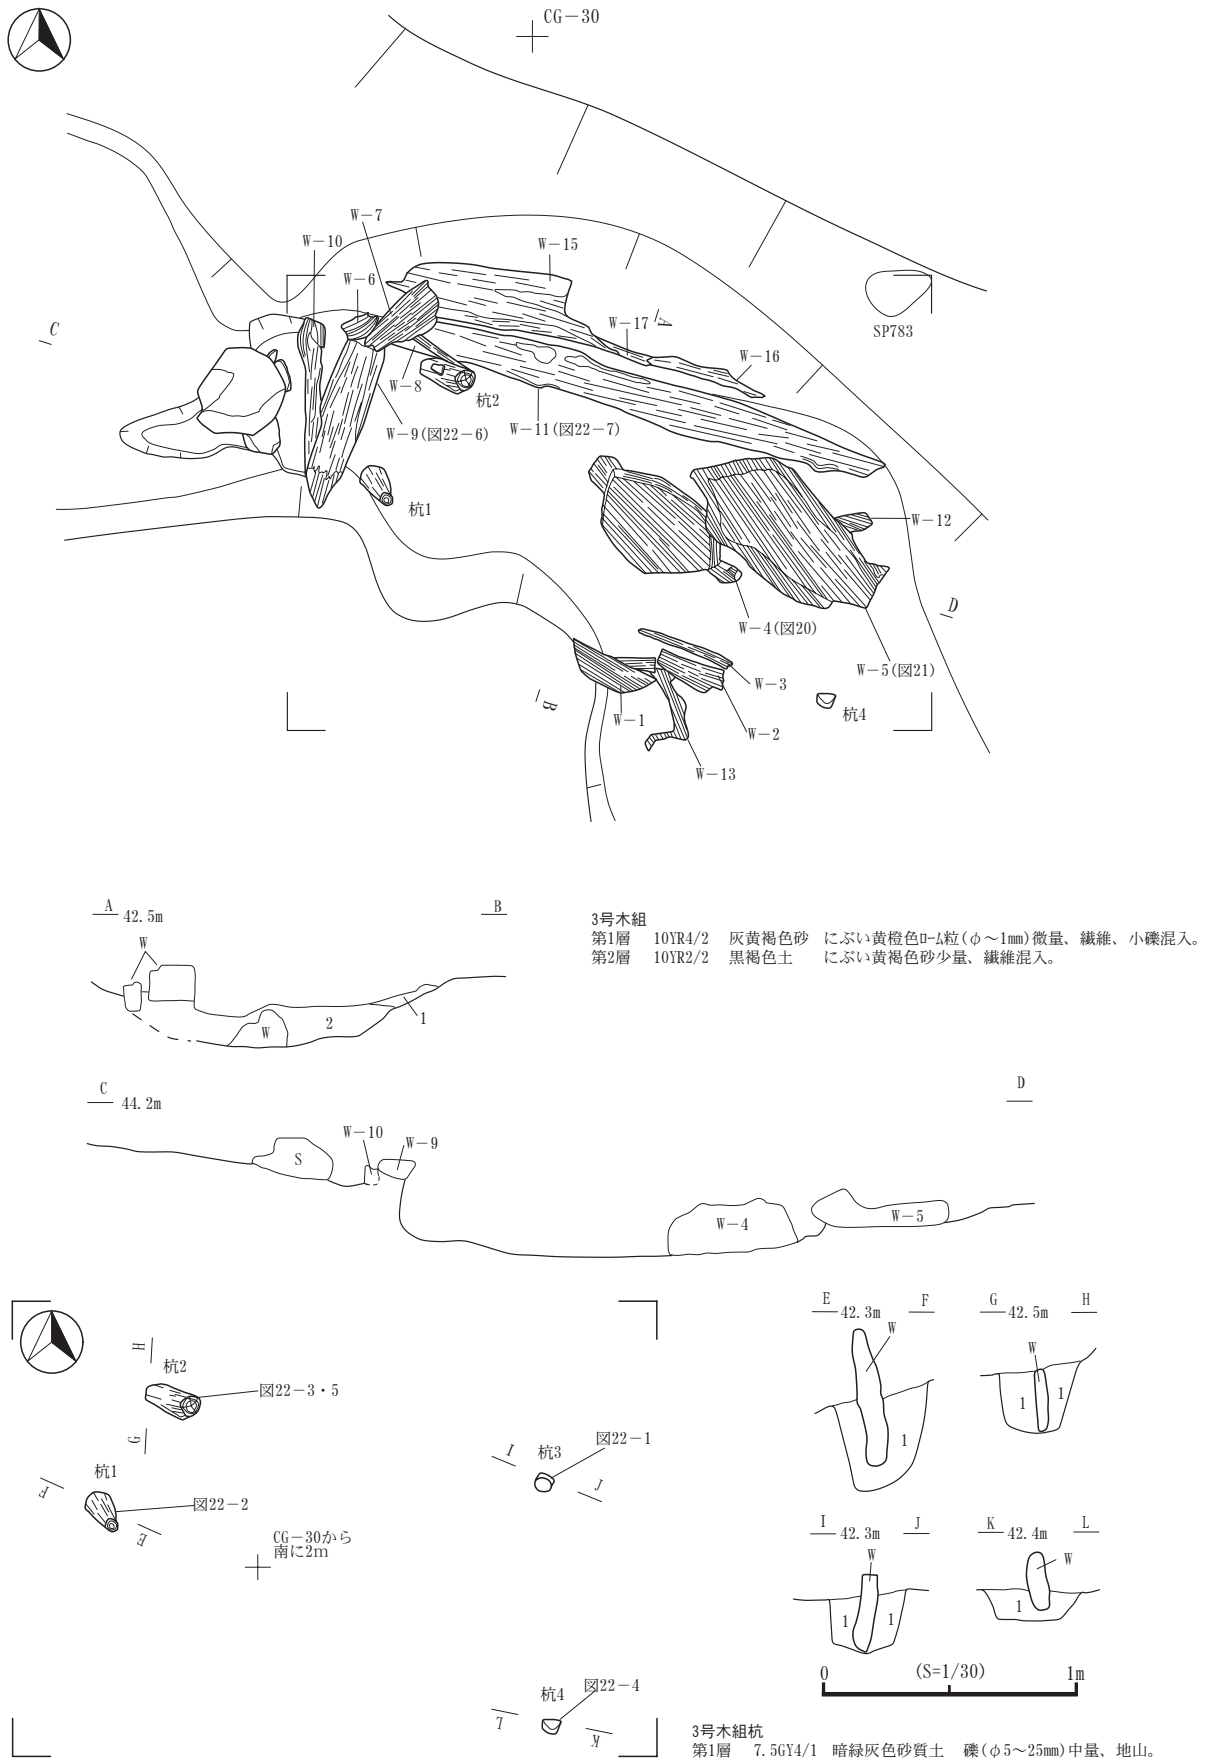 CG－30
W－7
W－10
W－15
W－6
C
W－17
A
SP783
W－16
W－8
杭2
W－9(図22－6)
W－11(図22－7)
杭1
W－12
D
W－4(図20)
W－5(図21)
W－3
B
W－1
杭4
W－2
W－13
A 42.5m B
W
2
1
W
3号木組
第1層 10YR4/2 灰黄褐色砂 にぶい黄橙色ﾛｰﾑ粒(φ～1㎜)微量、繊維、小礫混入。
第2層 10YR2/2 黒褐色土 にぶい黄褐色砂少量、繊維混入。
C 44.2m D
S
W－10
W－9
W－4
W－5
H
杭2
図22－3・5
G
杭1
F
図22－2
E
I
杭3
図22－1
J
CG－30から
南に2m
杭4
図22－4
L
K
E 42.3m F
W
1
G 42.5m H
W
1
1
I 42.3m J
W
1
1
K 42.4m L
W
1
0 (S=1/30) 1m
3号木組杭
第1層 7.5GY4/1 暗緑灰色砂質土 礫(φ5～25㎜)中量、地山。